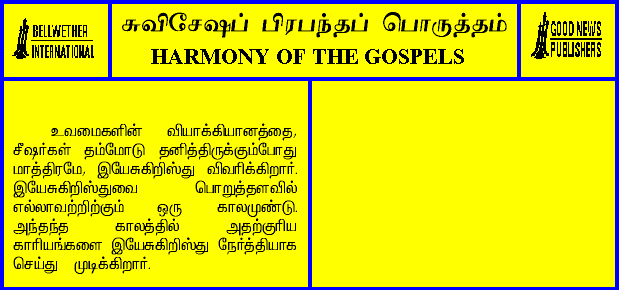 BELLWETHER
INTERNATIONAL
சுவிசேஷப் பிரபந்தப் பொருத்தம்
HARMONY OF THE GOSPELS
GOOD NEWS
PUBLISHERS
உவமைகளின் வியாக்கியானத்தை,
சீஷர்கள் தம்மோடு தனித்திருக்கும்போது
மாத்திரமே, இயேசுகிறிஸ்து விவரிக்கிறார்.
இயேசுகிறிஸ்துவை பொறுத்தளவில்
எல்லாவற்றிற்கும் ஒரு காலமுண்டு.
அந்தந்த காலத்தில் அதற்குரிய
காரியங்களை இயேசுகிறிஸ்து நேர்த்தியாக
செய்து முடிக்கிறார்.